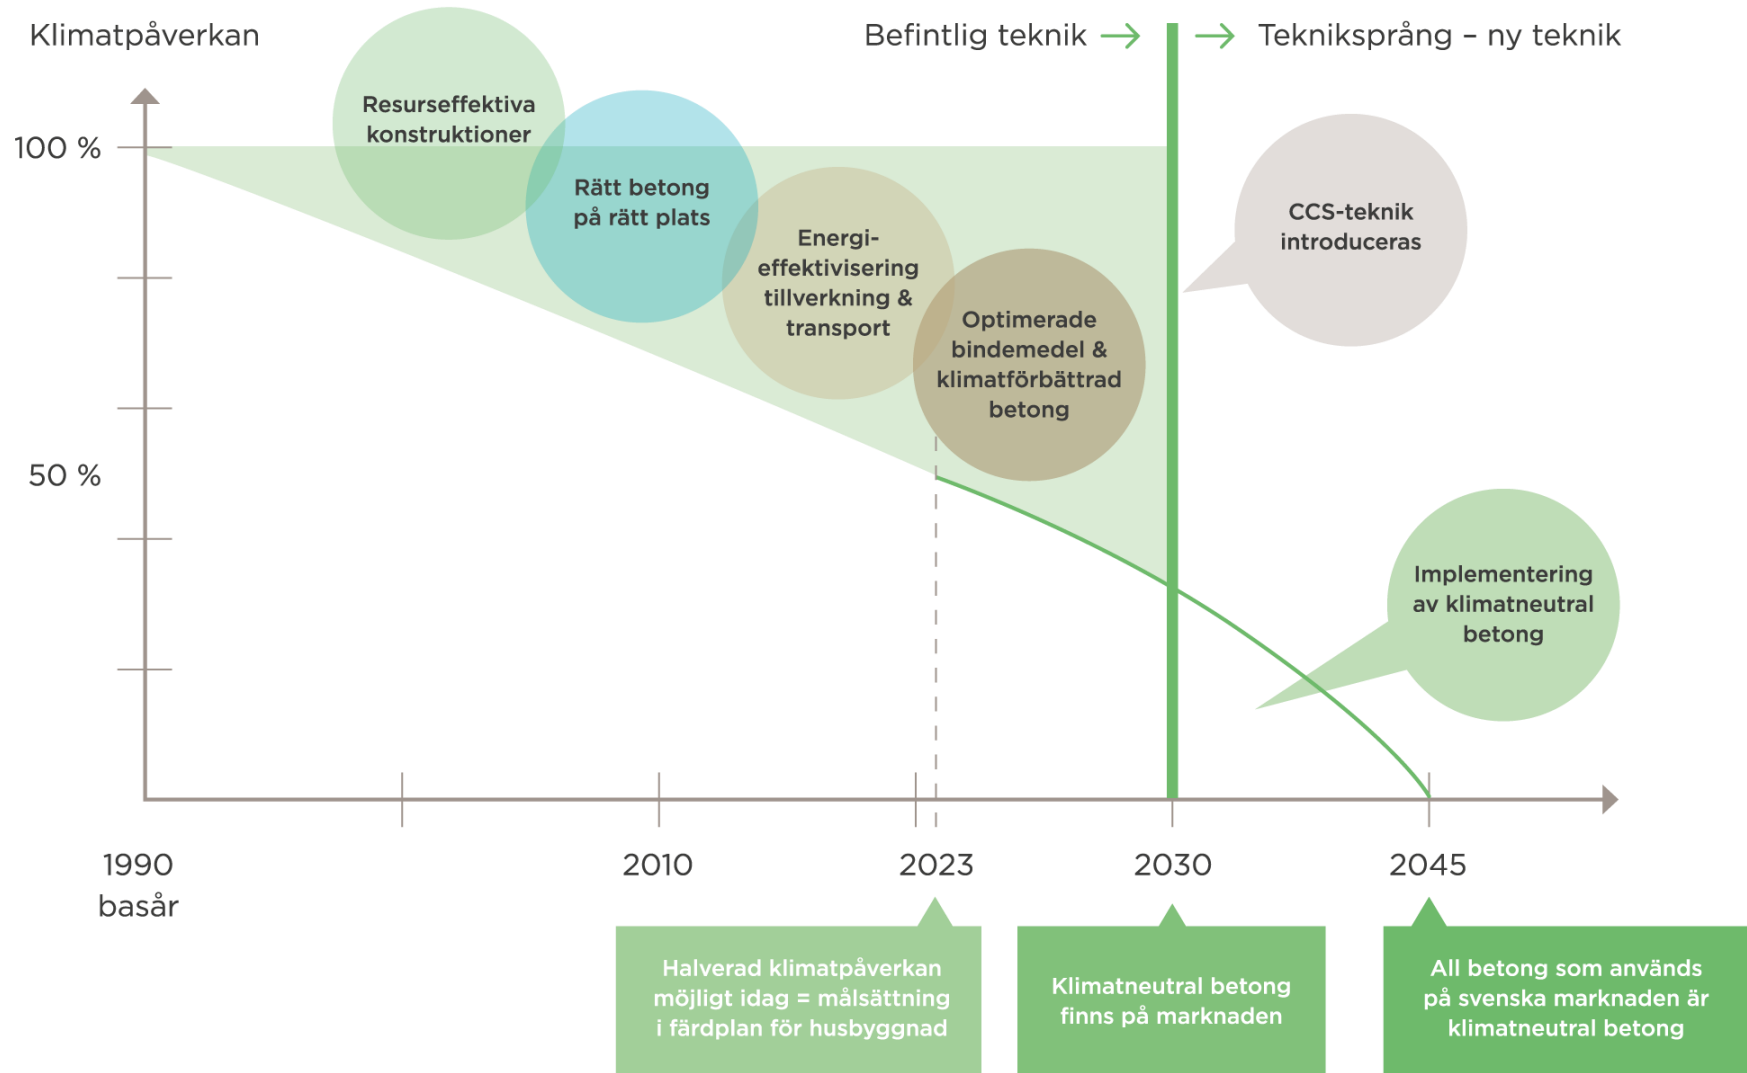 Klimatpåverkan
Befintlig teknik
Tekniksprång – ny teknik
100 %
50 %
Resurseffektiva
konstruktioner
Rätt betong
på rätt plats
Energi-
effektivisering
tillverkning &
transport
Optimerade
bindemedel &
klimatförbättrad
betong
CCS-teknik
introduceras
Implementering
av klimatneutral
betong
1990
basår
2010
2023
2030
2045
Halverad klimatpåverkan
möjligt idag = målsättning
i färdplan för husbyggnad
Klimatneutral betong
finns på marknaden
All betong som används
på svenska marknaden är
klimatneutral betong